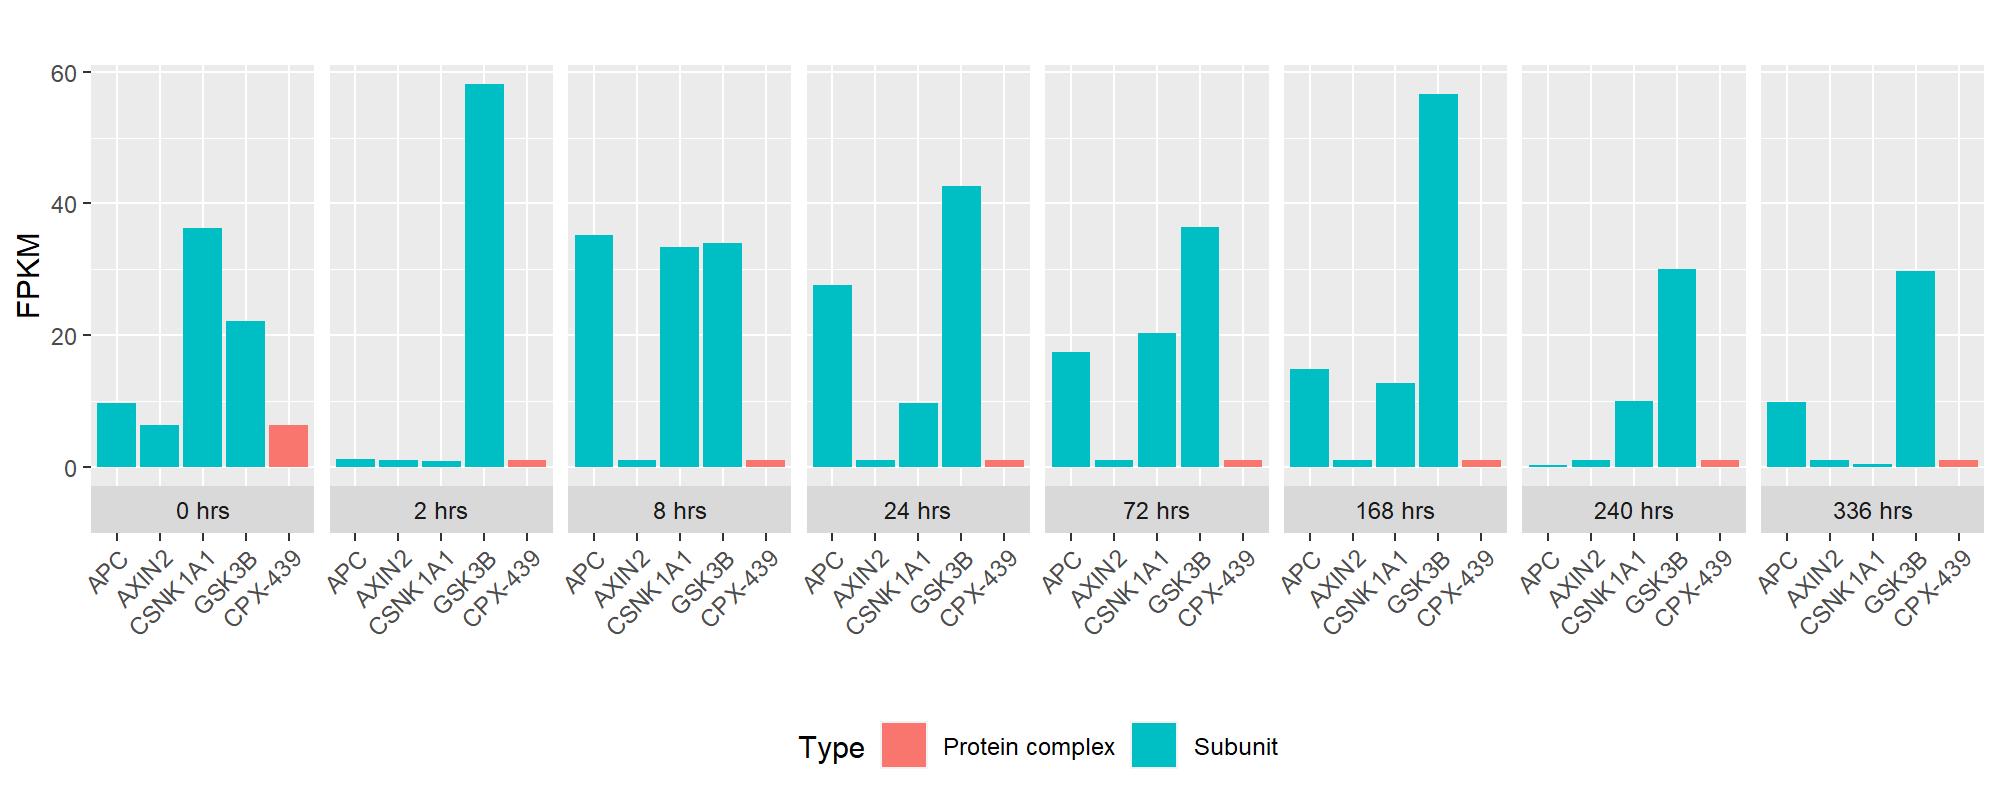 60
40
20
0
FPKM
0 hrs
2 hrs
8 hrs
24 hrs
72 hrs
168 hrs
240 hrs
336 hrs
APC
AXIN2
CSNK1A1
GSK3B
CPX-439
APC
AXIN2
CSNK1A1
GSK3B
CPX-439
APC
AXIN2
CSNK1A1
GSK3B
CPX-439
APC
AXIN2
CSNK1A1
GSK3B
CPX-439
APC
AXIN2
CSNK1A1
GSK3B
CPX-439
APC
AXIN2
CSNK1A1
GSK3B
CPX-439
APC
AXIN2
CSNK1A1
GSK3B
CPX-439
APC
AXIN2
CSNK1A1
GSK3B
CPX-439
Type Protein complex Subunit